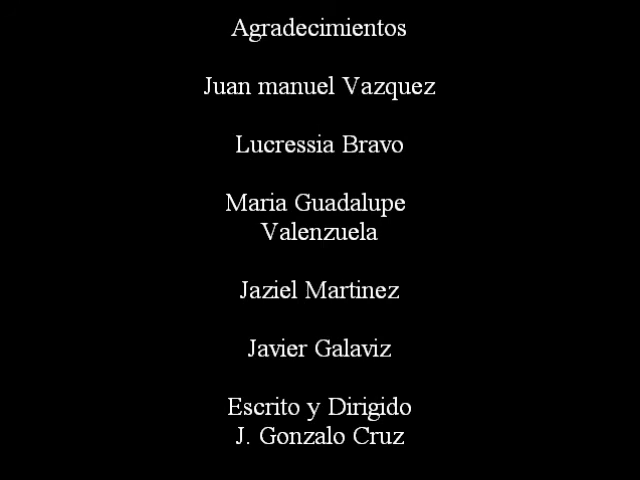 Agradecimientos
Juan manuel Vazquez
Lucressia Bravo
Maria Guadalupe
Valenzuela
Jaziel Martinez
Javier Galaviz
Escrito y Dirigido
J. Gonzalo Cruz